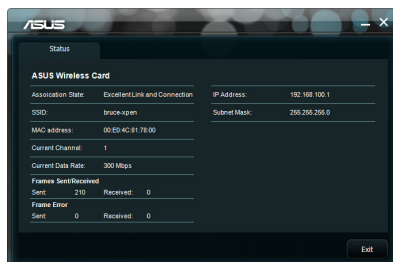 ASUS
Status
ASUS Wireless Card
Assoication State: Excellent Link and Connection
SSID: bruce-xpen
MAC address: 00:E0:4C:81:78:00
Current Channel: 1
Current Data Rate: 300 Mbps
Frames Sent/Received
Sent: 210 Received: 0
Frame Error
Sent: 0 Received: 0
IP Address: 192.168.100.1
Subnet Mask: 255.255.255.0
Exit